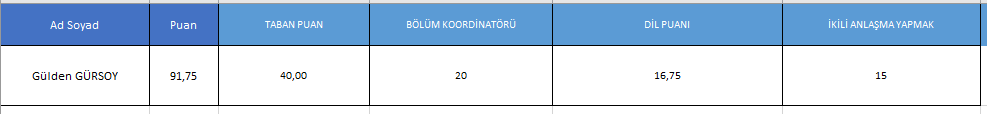 Ad Soyad Puan TABAN PUAN BÖLÜM KOORDİNATÖRÜ DİL PUANI İKİLİ ANLAŞMA YAPMAK
Gülden GÜRSOY 91,75 40,00 20 16,75 15